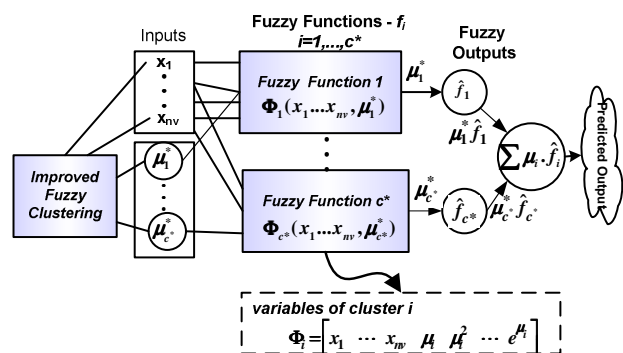 Inputs
Fuzzy Functions - f_i
i=1,...,c*
Fuzzy
Outputs
x_1
x_nv
Fuzzy Function 1
Φ_1(x_1...x_nv, μ_1^*)
μ_1^*
f̂_1
μ_1^* f̂_1
Improved
Fuzzy
Clustering
μ_1^*
μ_c*^*
Fuzzy Function c*
Φ_c*(x_1...x_nv, μ_c*^*)
μ_c*^*
f̂_c*
μ_c*^* f̂_c*
∑ μ_i . f̂_i
Predicted Output
variables of cluster i
Φ_i = [x_1 ... x_nv μ_i μ_i^2 ... e^μ_i]